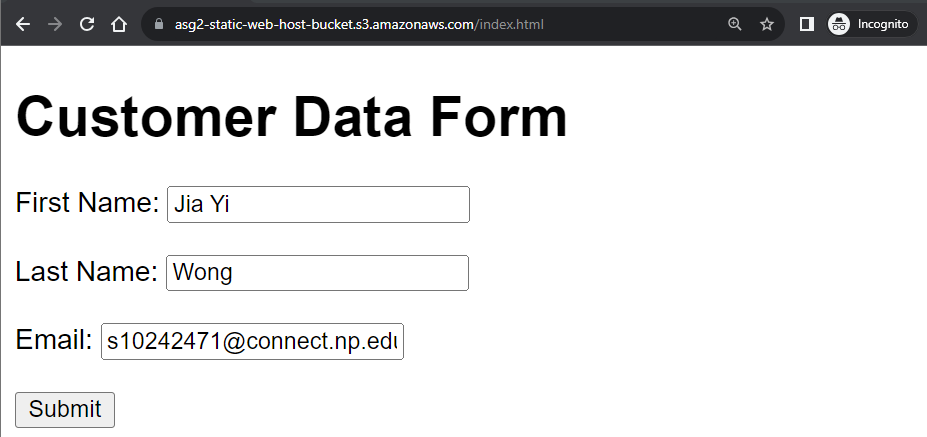 asg2-static-web-host-bucket.s3.amazonaws.com/index.html Incognito
Customer Data Form
First Name: Jia Yi
Last Name: Wong
Email: s10242471@connect.np.edu
Submit